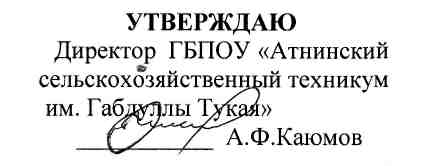 УТВЕРЖДАЮ
Директор ГБПОУ «Атнинский
сельскохозяйственный техникум
им. Габдуллы Тукая»
А.Ф.Каюмов